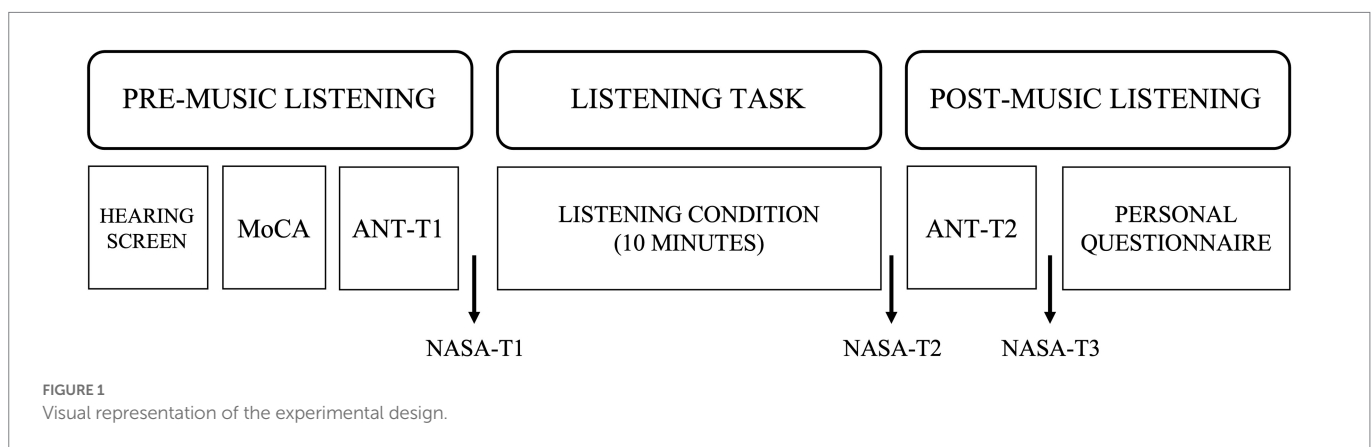 PRE-MUSIC LISTENING
LISTENING TASK
POST-MUSIC LISTENING
HEARING
SCREEN
MoCA
ANT-T1
LISTENING CONDITION
(10 MINUTES)
ANT-T2
PERSONAL
QUESTIONNAIRE
NASA-T1
NASA-T2
NASA-T3
FIGURE 1
Visual representation of the experimental design.